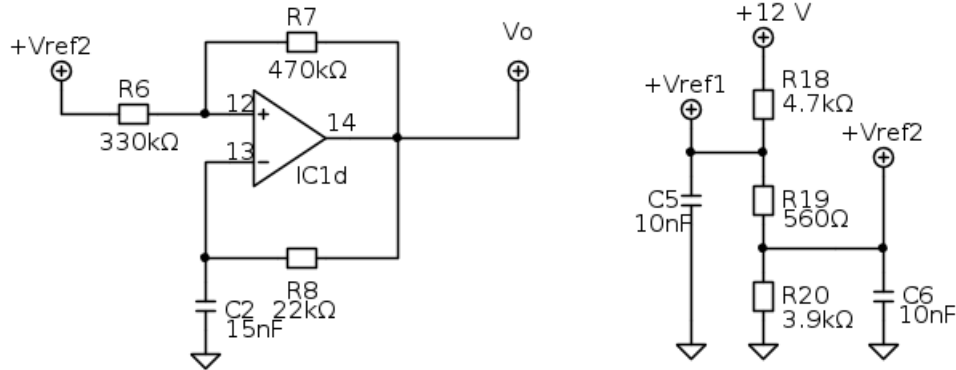 R7
470kΩ
+Vref2
R6
330kΩ
12
+
13
−
14
IC1d
Vo
R8
22kΩ
C2
15nF
+12 V
R18
4.7kΩ
+Vref1
+Vref2
C5
10nF
R19
560Ω
R20
3.9kΩ
C6
10nF